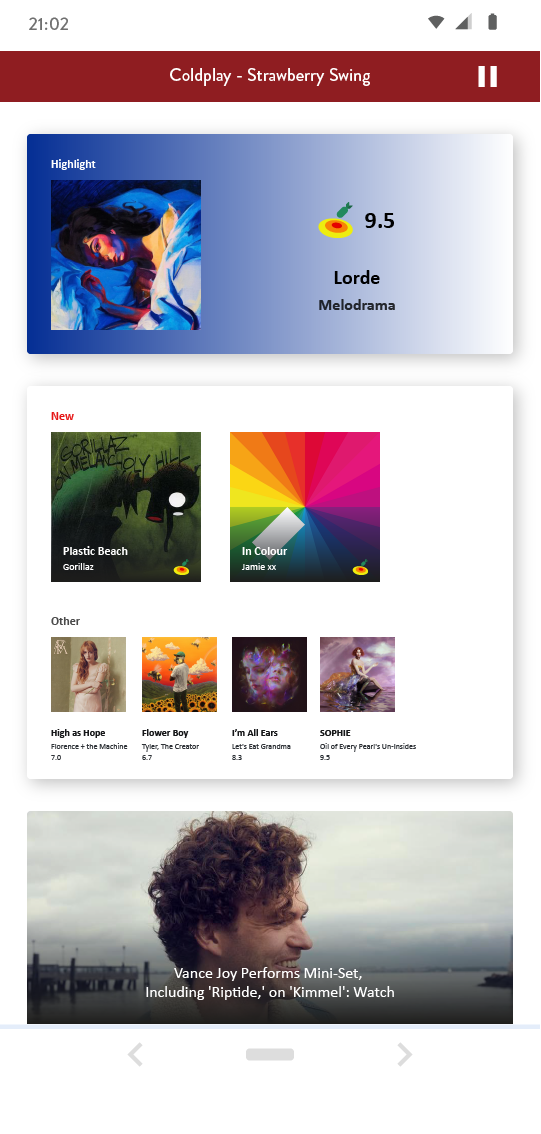 21:02
Coldplay - Strawberry Swing
Highlight
9.5
Lorde
Melodrama
New
GORILLAZ
ON MELANCHOLY HILL
Plastic Beach
Gorillaz
In Colour
Jamie xx
Other
High as Hope
Florence + the Machine
7.0
Flower Boy
Tyler, The Creator
6.7
I'm All Ears
Let's Eat Grandma
8.3
SOPHIE
Oil of Every Pearl's Un-Insides
9.5
Vance Joy Performs Mini-Set,
Including 'Riptide,' on 'Kimmel': Watch